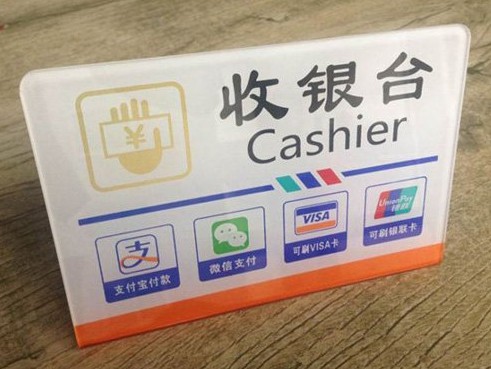 ¥
收银台
Cashier
支
支付宝付款
微信支付
VISA
可刷VISA卡
UnionPay
银联
可刷银联卡